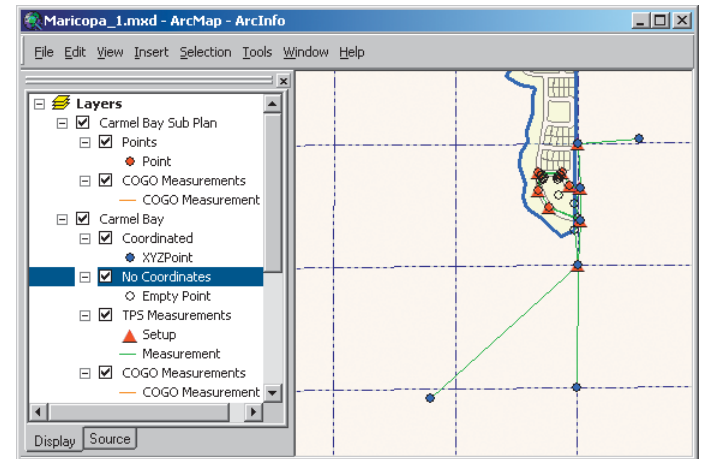 Maricopa_1.mxd - ArcMap - ArcInfo
File Edit View Insert Selection Tools Window Help
Layers
Carmel Bay Sub Plan
Points
Point
COGO Measurements
COGO Measurement
Carmel Bay
Coordinated
XYZPoint
No Coordinates
Empty Point
TPS Measurements
Setup
Measurement
COGO Measurements
COGO Measurement
Display Source